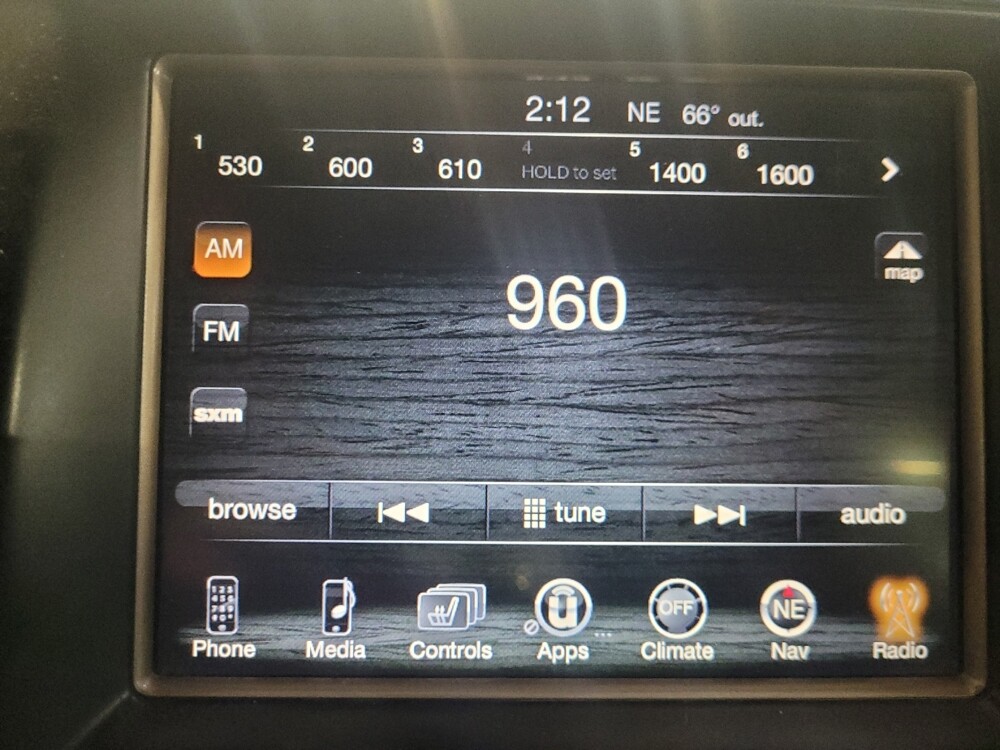 2:12 NE 66° out.
1 2 3 4 5 6
530 600 610 HOLD to set 1400 1600
AM
map
960
FM
sxm
browse tune audio
OFF NE
Phone Media Controls Apps Climate Nav Radio